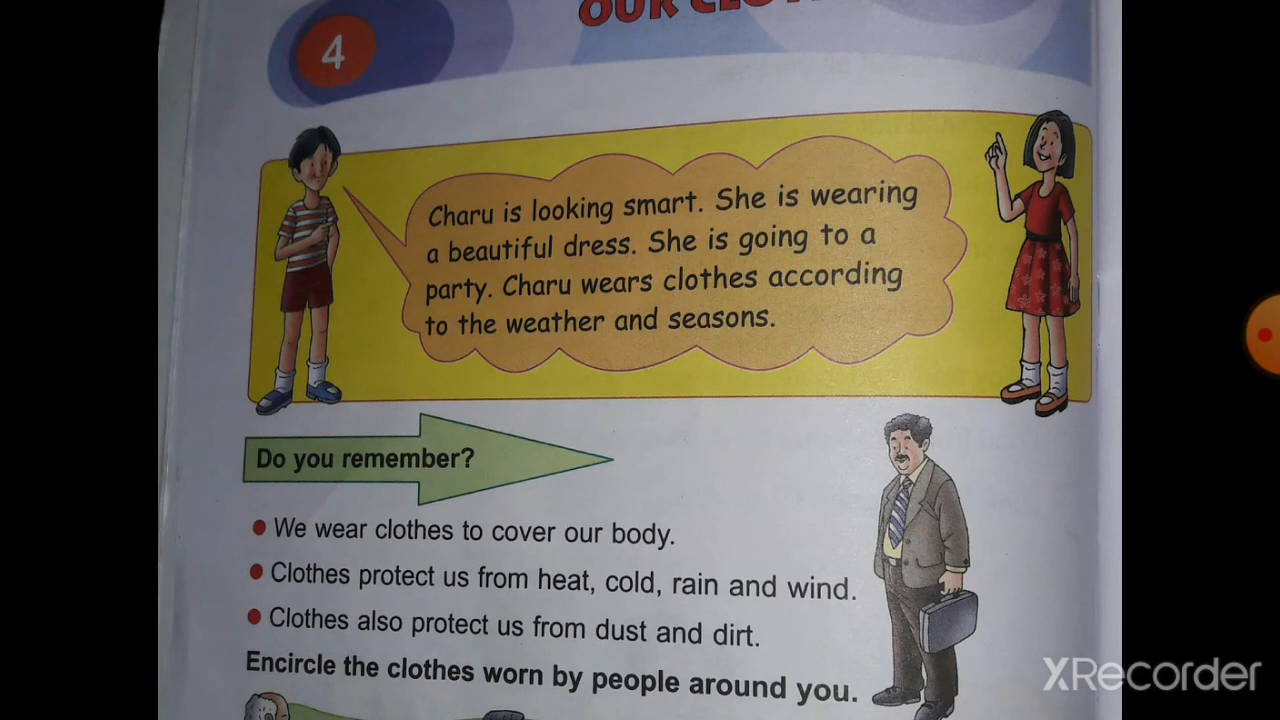 4
OUR
Charu is looking smart. She is wearing
a beautiful dress. She is going to a
party. Charu wears clothes according
to the weather and seasons.
Do you remember?
We wear clothes to cover our body.
Clothes protect us from heat, cold, rain and wind.
Clothes also protect us from dust and dirt.
Encircle the clothes worn by people around you.
XRecorder